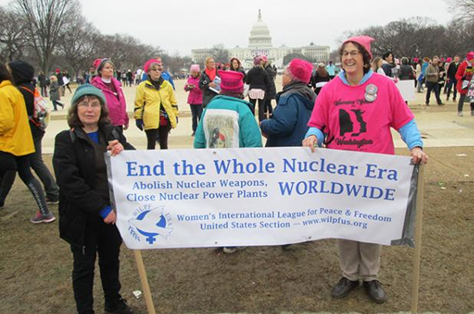 End the Whole Nuclear Era
Abolish Nuclear Weapons,
Close Nuclear Power Plants
WORLDWIDE
Women's International League for Peace & Freedom
United States Section — www.wilpfus.org
Washington